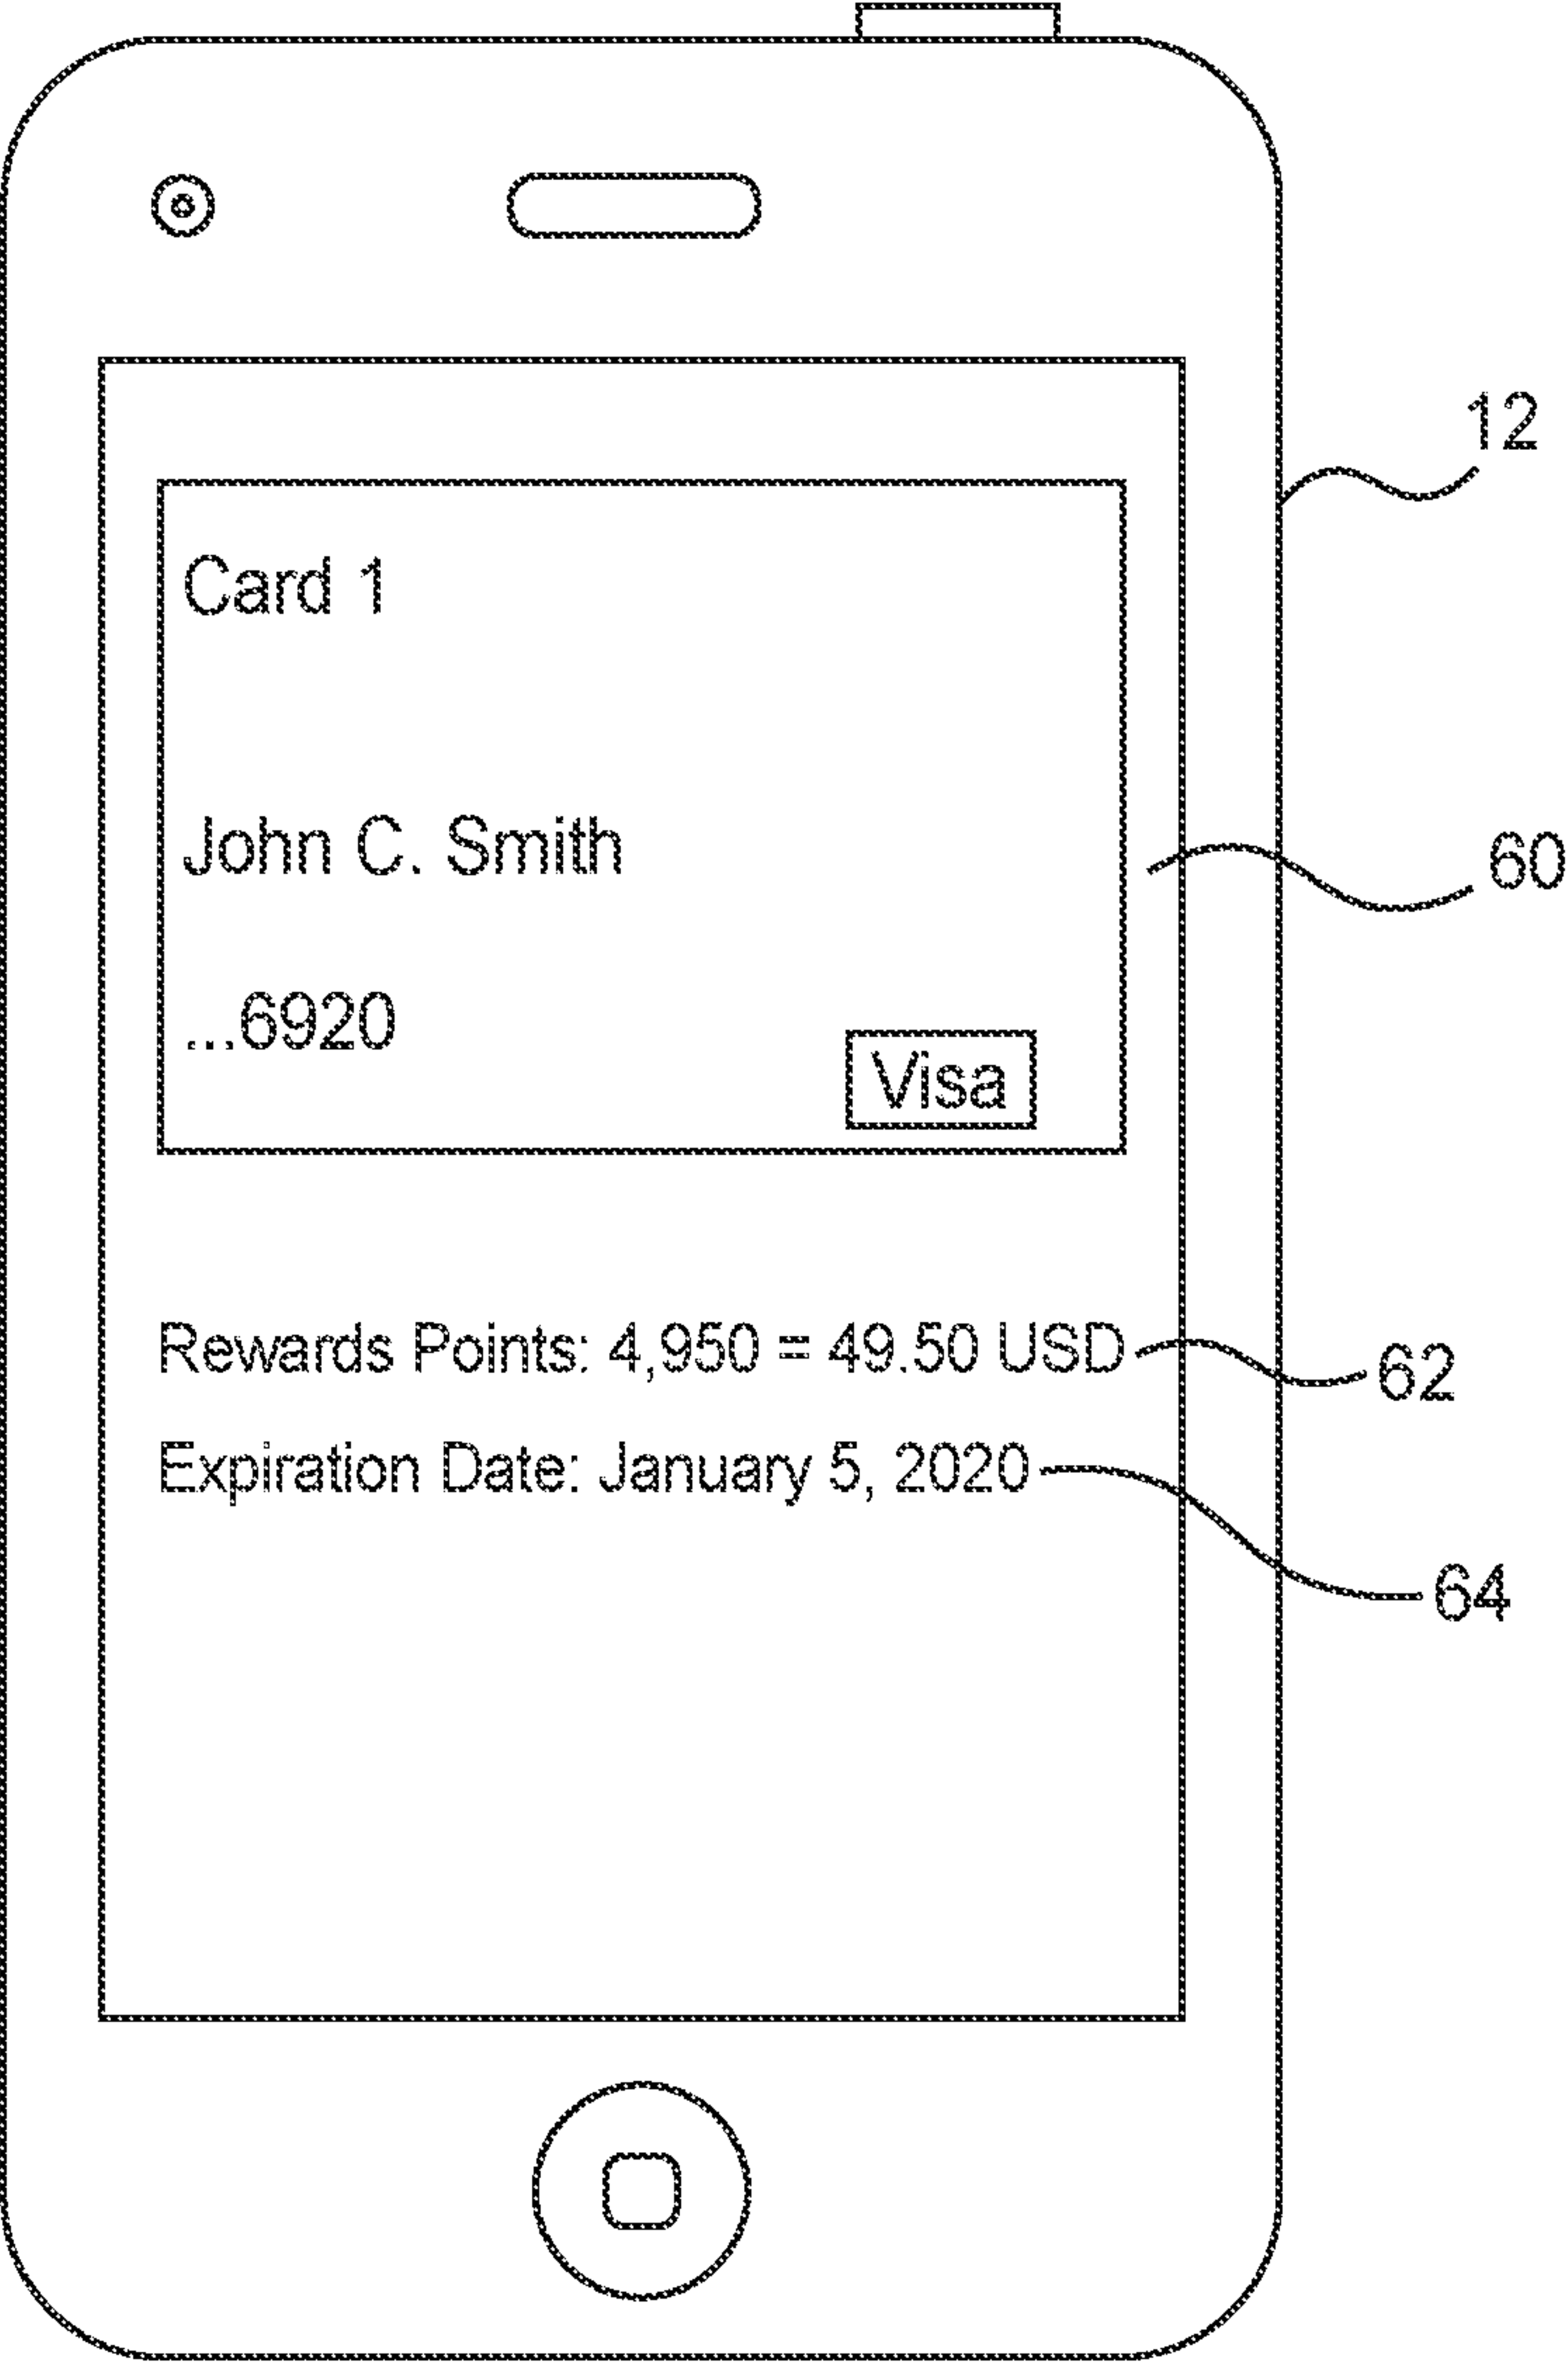 12
Card 1
John C. Smith
60
...6920
Visa
Rewards Points: 4,950 = 49.50 USD
62
Expiration Date: January 5, 2020
64